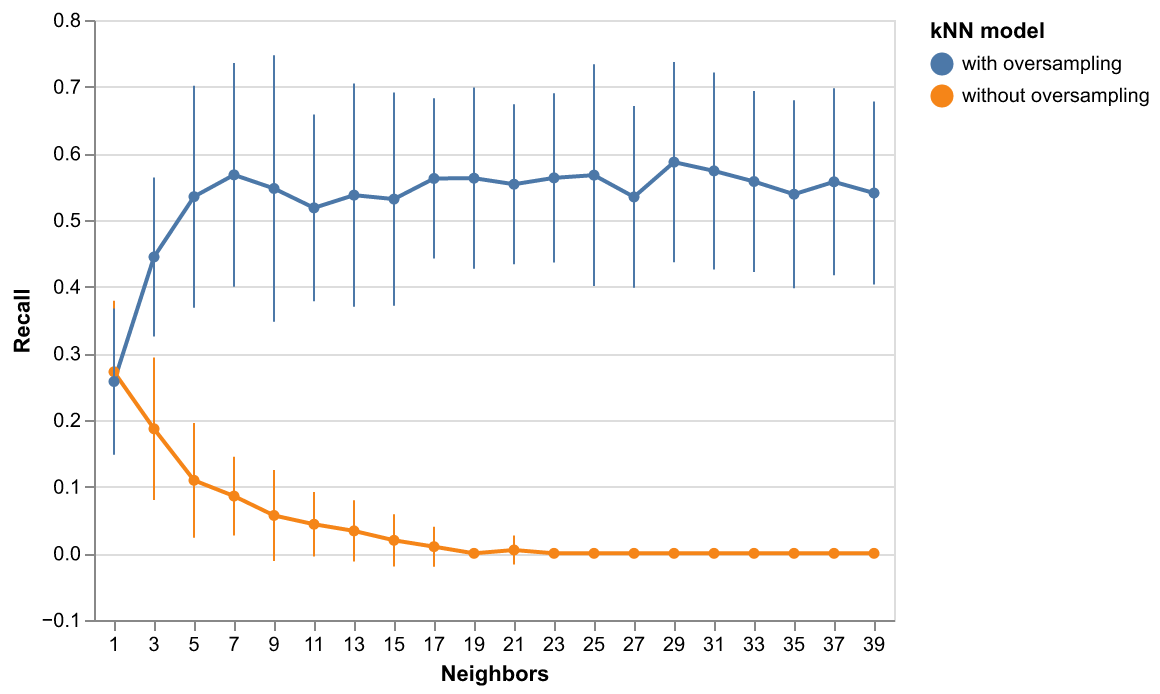 kNN model
with oversampling
without oversampling
Recall
0.8
0.7
0.6
0.5
0.4
0.3
0.2
0.1
0.0
−0.1
1 3 5 7 9 11 13 15 17 19 21 23 25 27 29 31 33 35 37 39
Neighbors